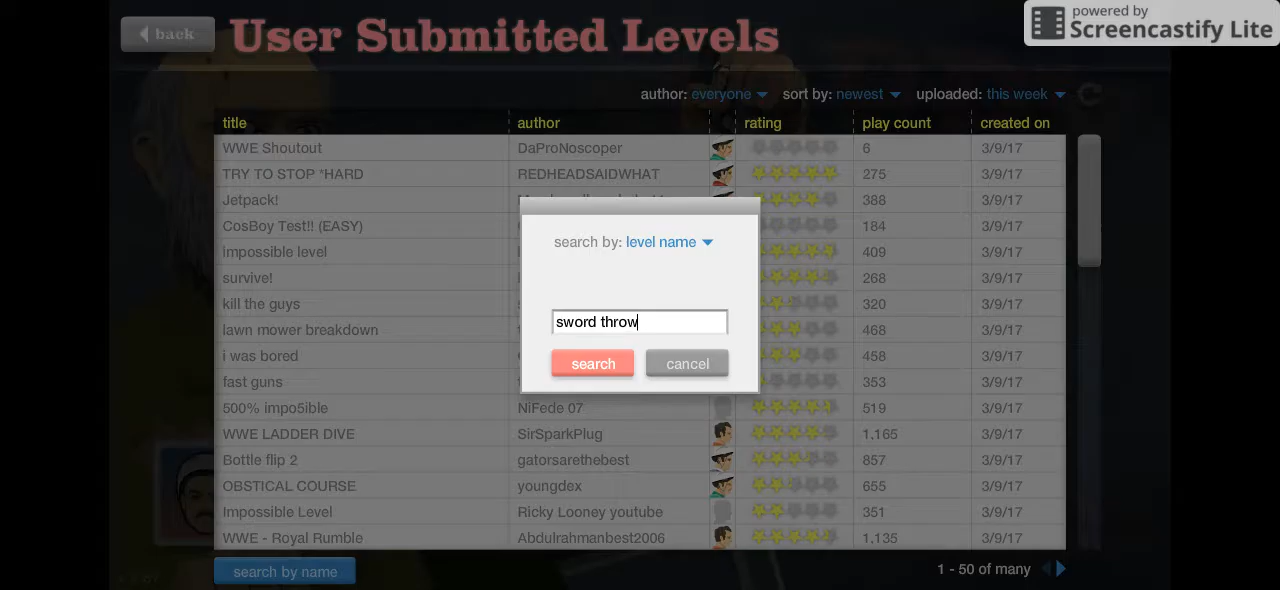 powered by
Screencastify Lite
back
User Submitted Levels
author: everyone sort by: newest uploaded: this week
title author rating play count created on
WWE Shoutout DaProNoscoper 6 3/9/17
TRY TO STOP *HARD REDHEADSAIDWHAT 275 3/9/17
Jetpack! 388 3/9/17
CosBoy Test!! (EASY) 184 3/9/17
impossible level 409 3/9/17
survive! 268 3/9/17
kill the guys 320 3/9/17
lawn mower breakdown 468 3/9/17
i was bored 458 3/9/17
fast guns 353 3/9/17
500% impo5ible NiFede 07 519 3/9/17
WWE LADDER DIVE SirSparkPlug 1,165 3/9/17
Bottle flip 2 gatorsarethebest 857 3/9/17
OBSTICAL COURSE youngdex 655 3/9/17
Impossible Level Ricky Looney youtube 351 3/9/17
WWE - Royal Rumble Abdulrahmanbest2006 1,135 3/9/17
search by: level name
sword throw
search cancel
search by name 1 - 50 of many